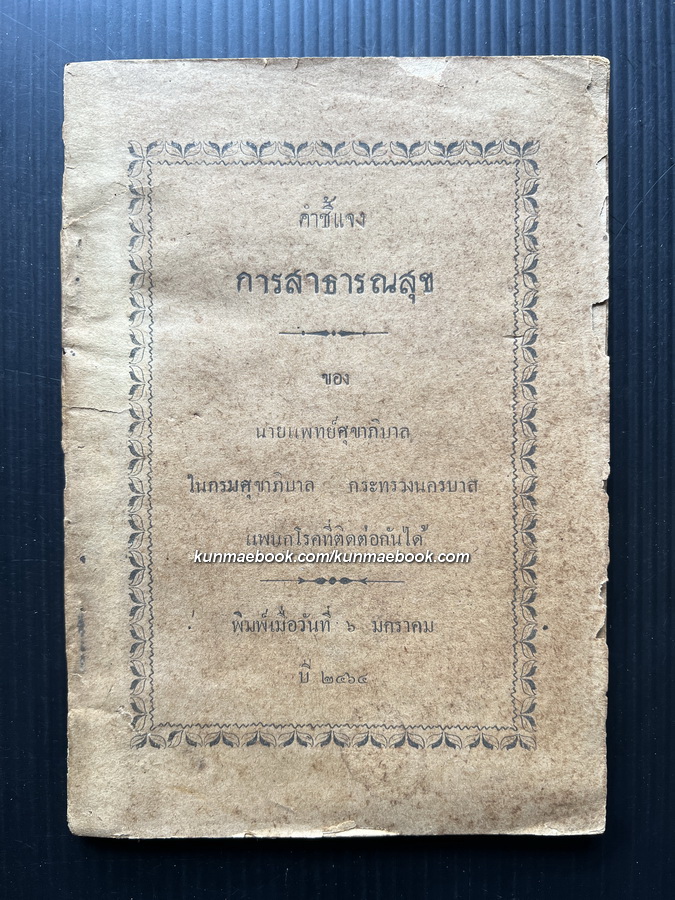 คำชี้แจง
การสาธารณสุข
ของ
นายแพทย์ศุขาภิบาล
ในกรมศุขาภิบาล กระทรวงนครบาล
แพนกโรคที่ติดต่อกันได้
kunmaebook.com/kunmaebook.com
พิมพ์เมื่อวันที่ ๖ มกราคม
ปี ๒๔๖๔